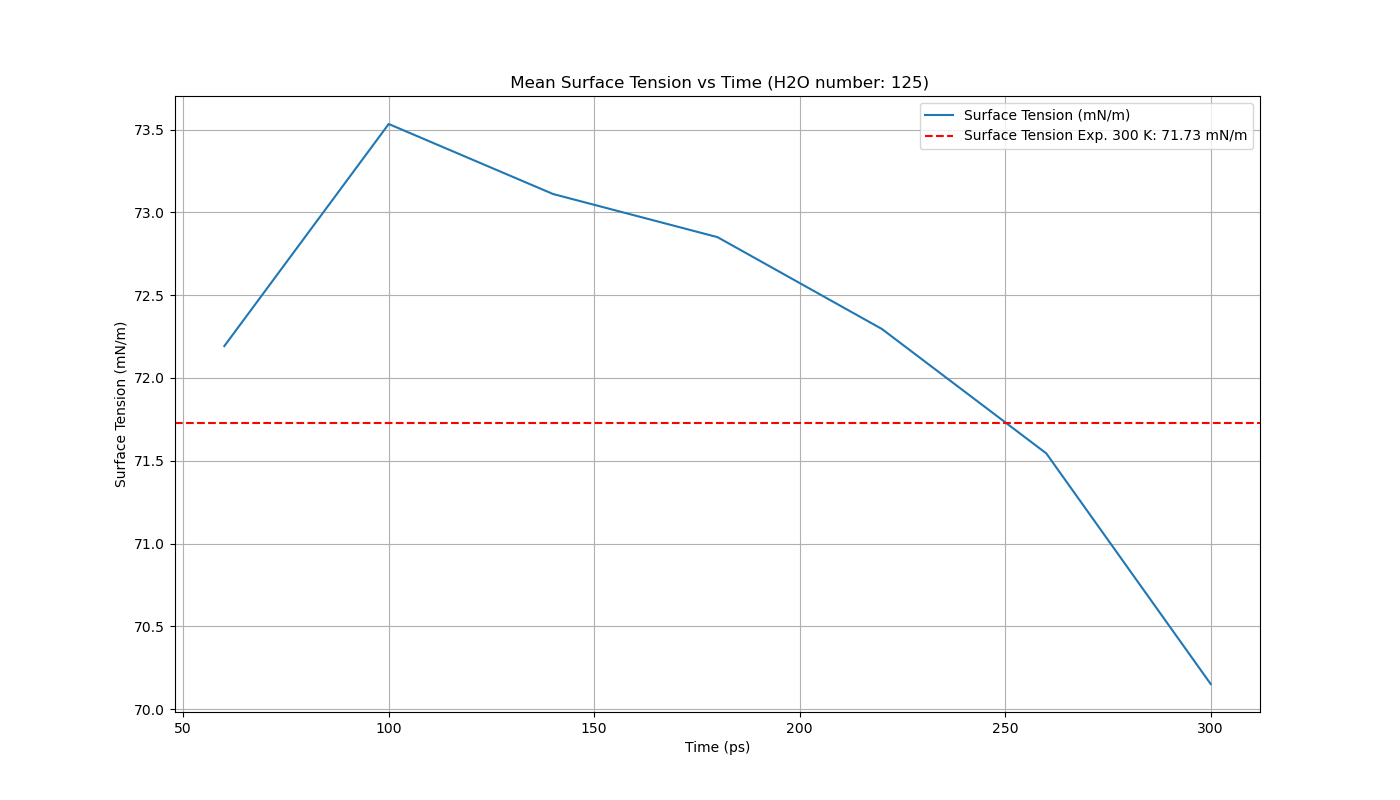 Mean Surface Tension vs Time (H2O number: 125)
Surface Tension (mN/m)
Surface Tension Exp. 300 K: 71.73 mN/m
Surface Tension (mN/m)
73.5
73.0
72.5
72.0
71.5
71.0
70.5
70.0
50 100 150 200 250 300
Time (ps)